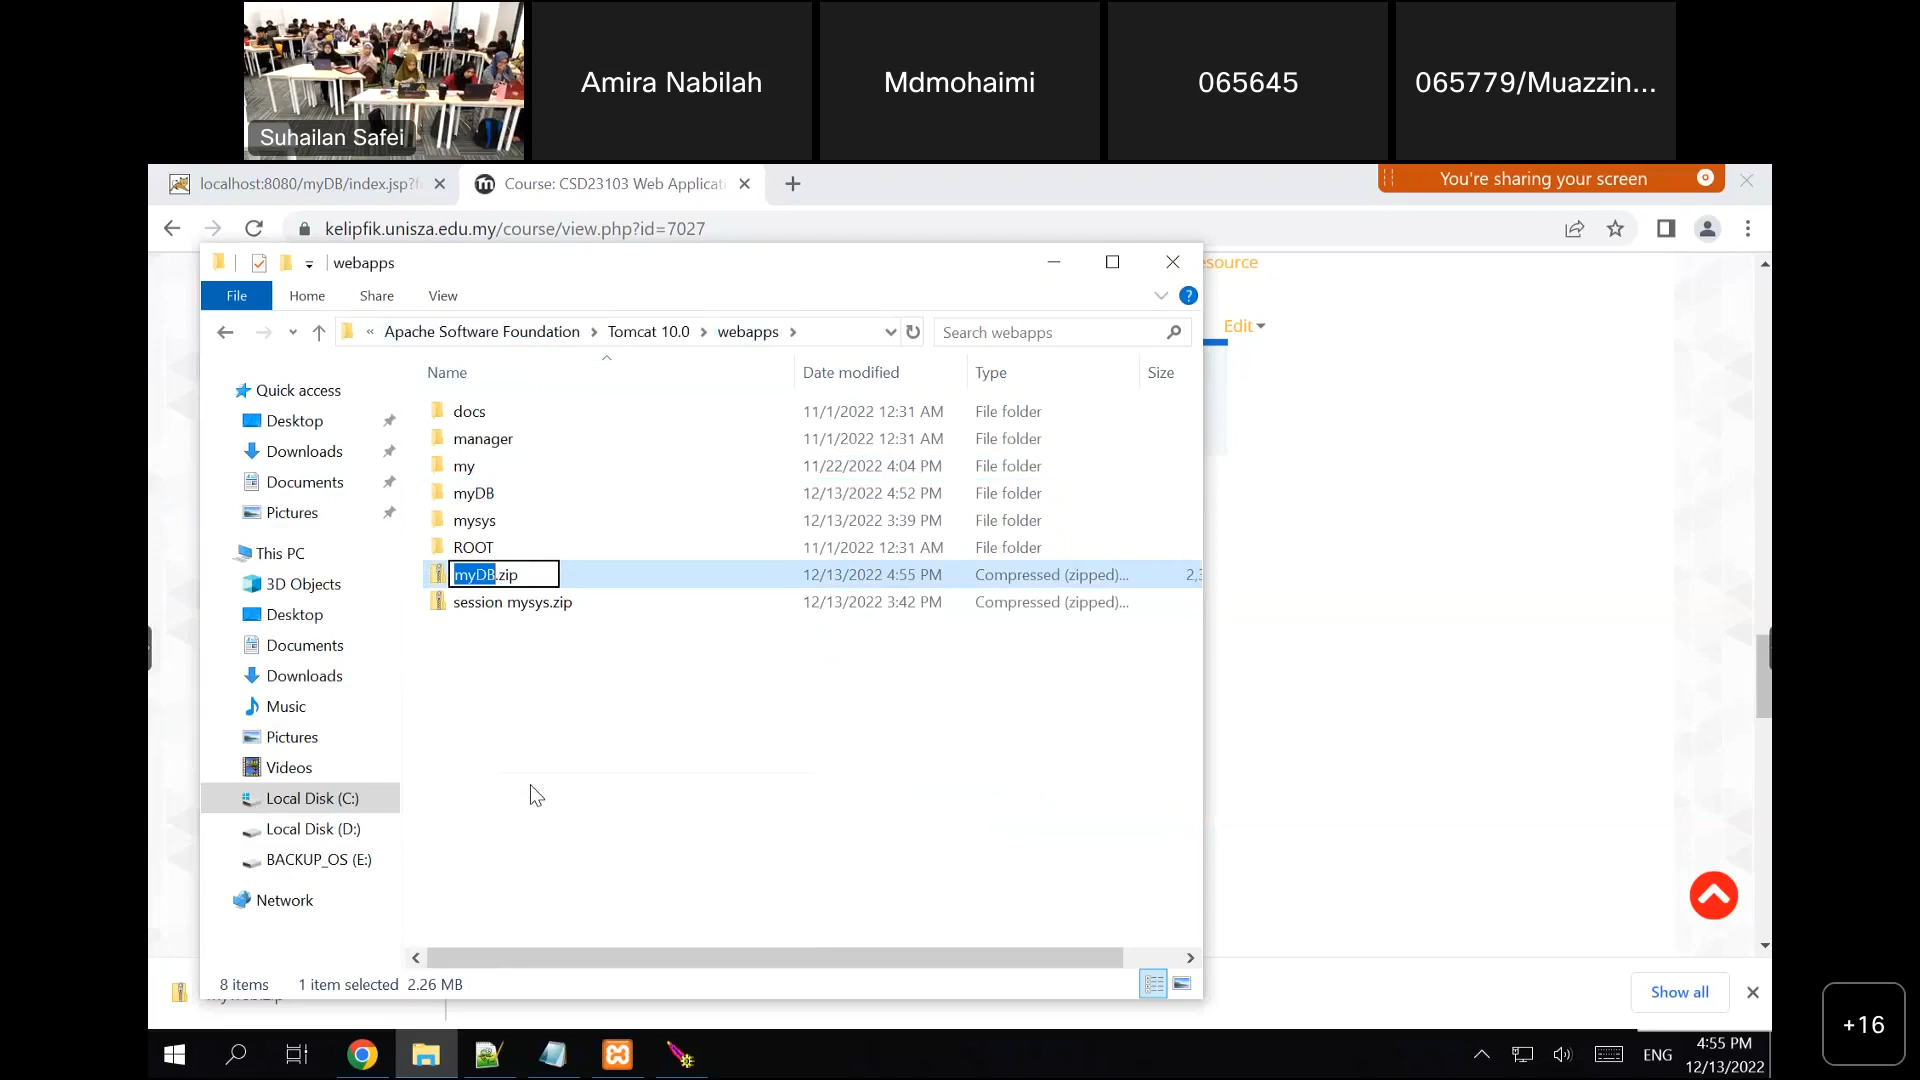 Suhailan Safei
Amira Nabilah
Mdmohaimi
065645
065779/Muazzin...
localhost:8080/myDB/index.jsp?f
Course: CSD23103 Web Applicati
You're sharing your screen
kelipfik.unisza.edu.my/course/view.php?id=7027
webapps
File
Home
Share
View
Apache Software Foundation
Tomcat 10.0
webapps
Search webapps
esource
Edit
Name
Date modified
Type
Size
Quick access
Desktop
Downloads
Documents
Pictures
This PC
3D Objects
Desktop
Documents
Downloads
Music
Pictures
Videos
Local Disk (C:)
Local Disk (D:)
BACKUP_OS (E:)
Network
docs 11/1/2022 12:31 AM File folder
manager 11/1/2022 12:31 AM File folder
my 11/22/2022 4:04 PM File folder
myDB 12/13/2022 4:52 PM File folder
mysys 12/13/2022 3:39 PM File folder
ROOT 11/1/2022 12:31 AM File folder
myDB.zip 12/13/2022 4:55 PM Compressed (zipped)... 2,
session mysys.zip 12/13/2022 3:42 PM Compressed (zipped)...
8 items 1 item selected 2.26 MB
Show all
+16
ENG
4:55 PM
12/13/2022